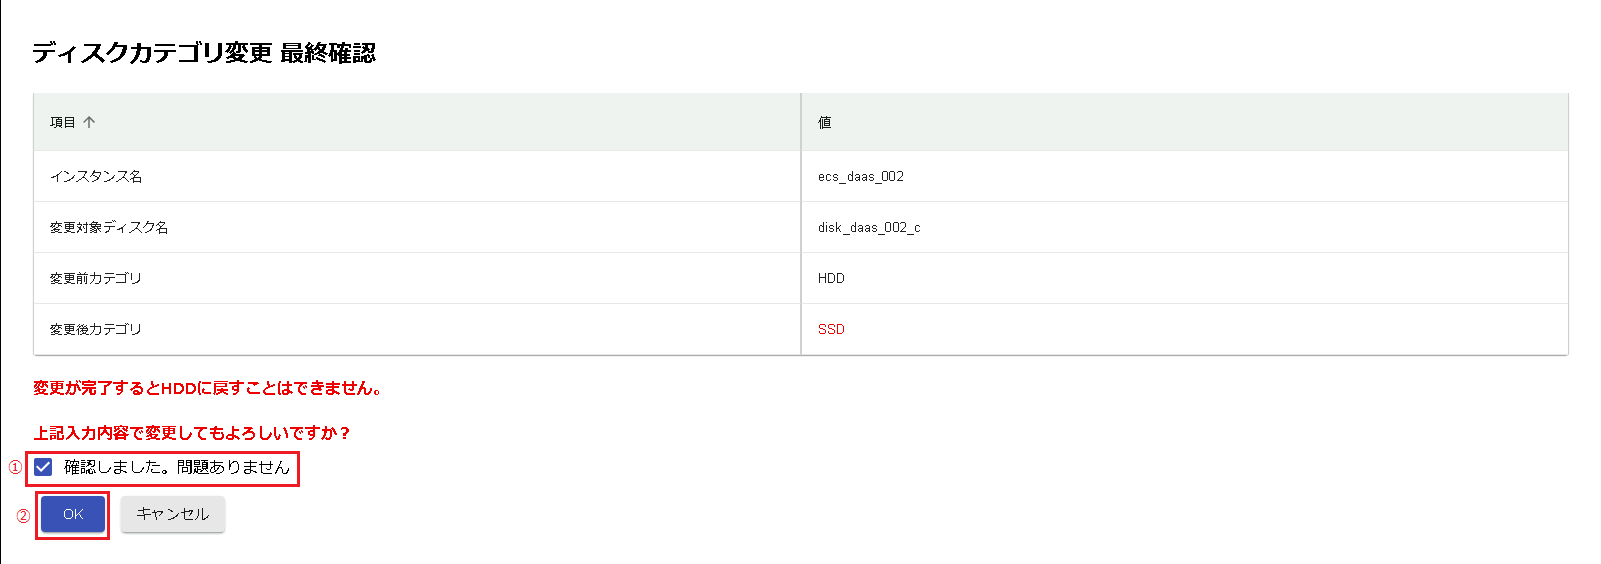 ディスクカテゴリ変更 最終確認
項目 ↑ 値
インスタンス名 ecs_daas_002
変更対象ディスク名 disk_daas_002_c
変更前カテゴリ HDD
変更後カテゴリ SSD
変更が完了するとHDDに戻すことはできません。
上記入力内容で変更してもよろしいですか？
① 確認しました。問題ありません
② OK キャンセル